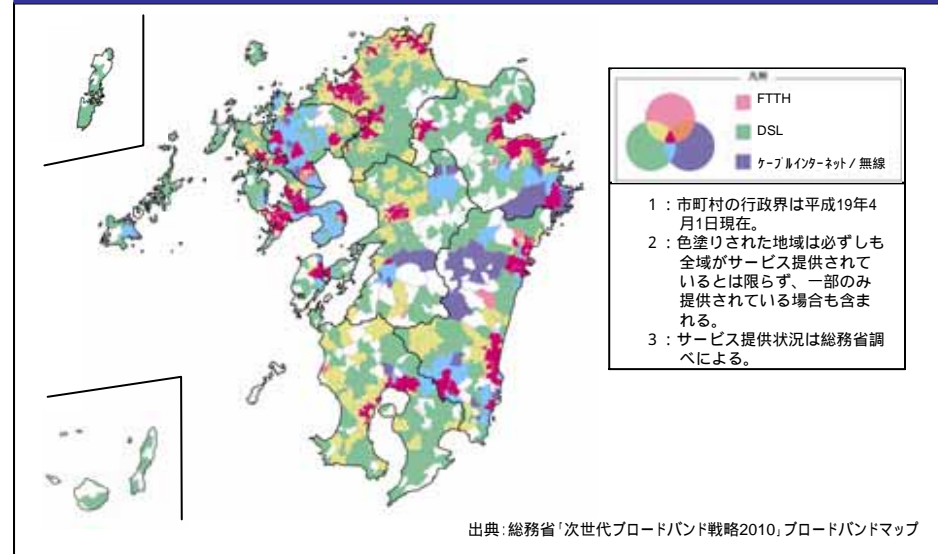 九州
FTTH
DSL
ケーブルインターネット/無線
1：市町村の行政界は平成19年4
月1日現在。
2：色塗りされた地域は必ずしも
全域がサービス提供されて
いるとは限らず、一部のみ
提供されている場合も含ま
れる。
3：サービス提供状況は総務省調
べによる。
出典：総務省「次世代ブロードバンド戦略2010」ブロードバンドマップ